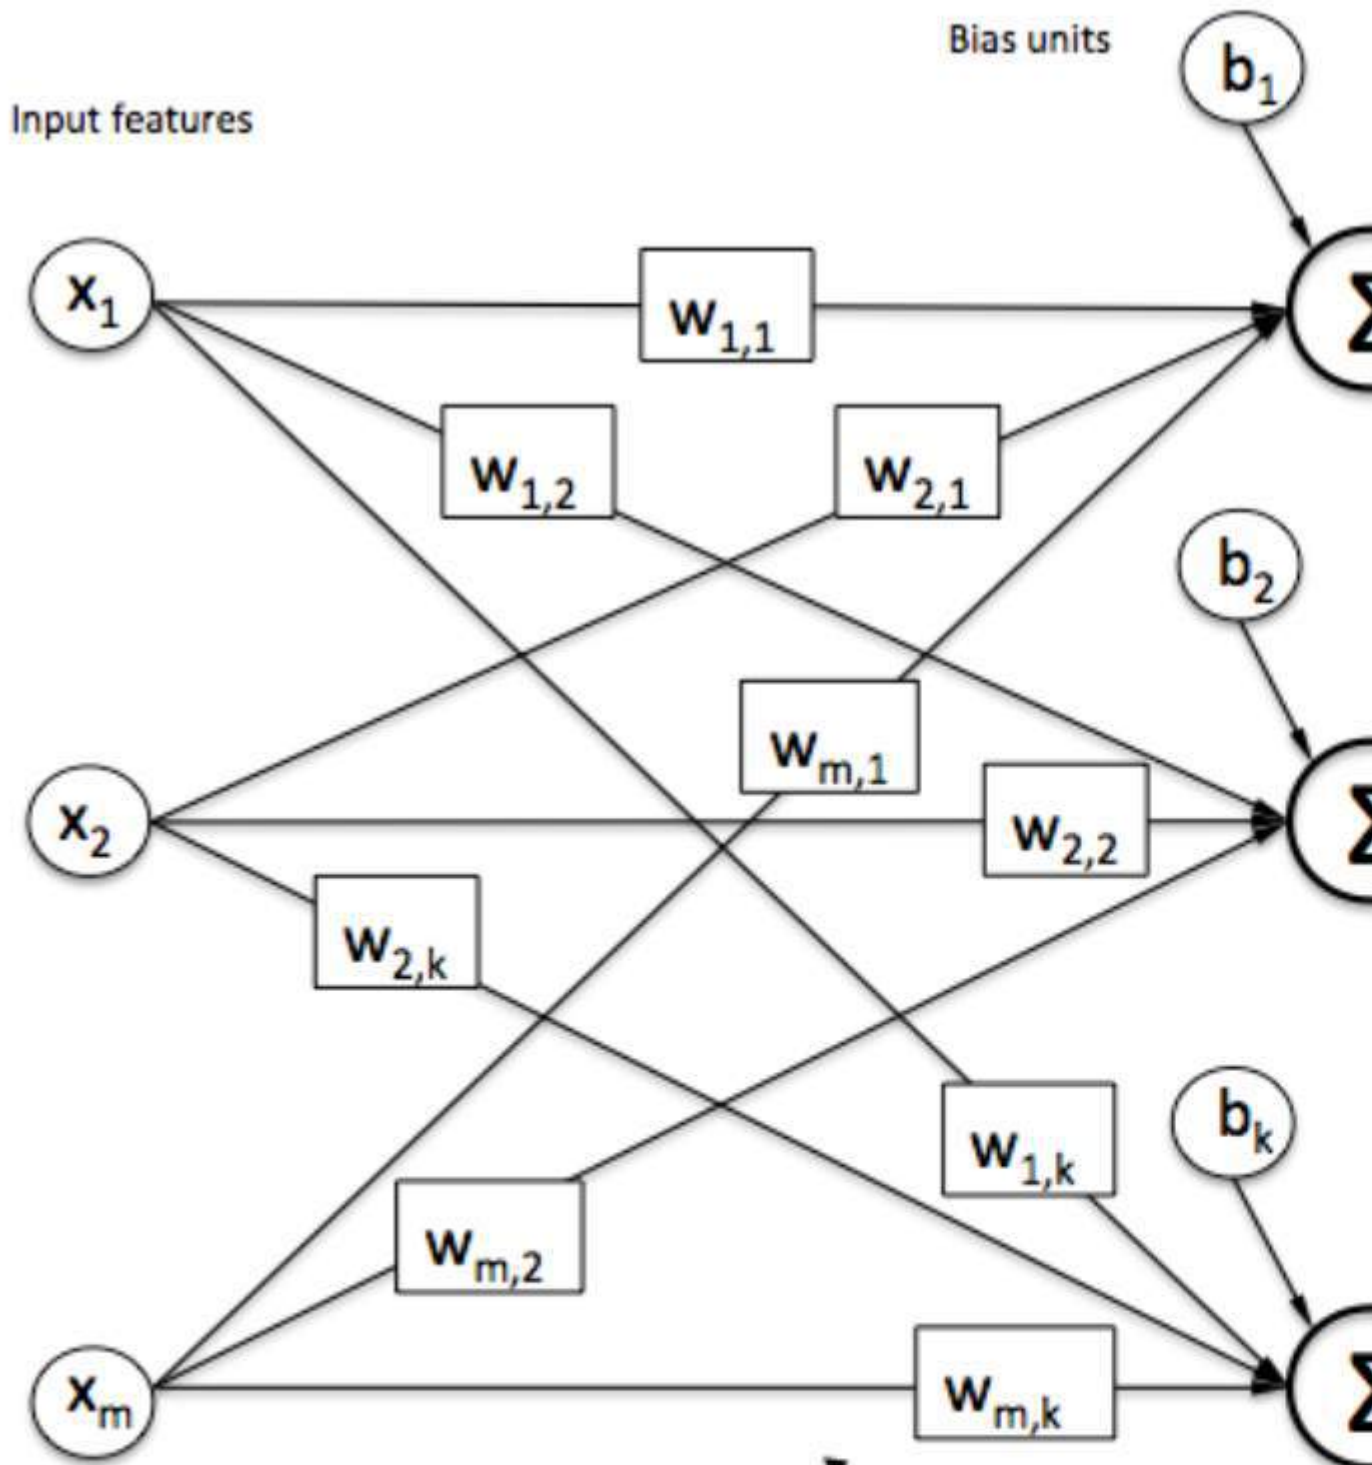 Bias units
b1
Input features
x1
w1,1
Σ
w1,2
w2,1
b2
wm,1
x2
w2,2
Σ
w2,k
bk
w1,k
wm,2
xm
wm,k
Σ